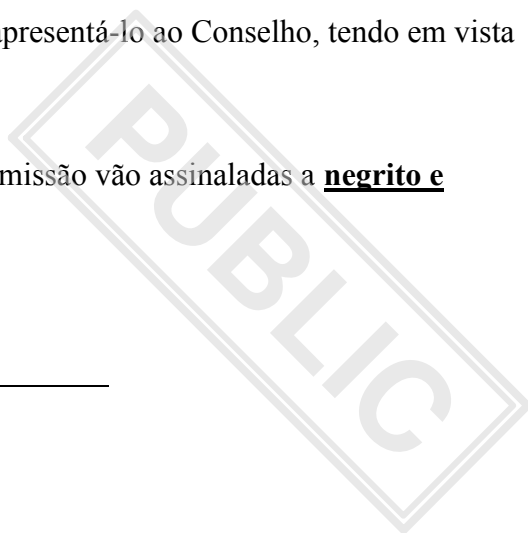 apresentá-lo ao Conselho, tendo em vista
missão vão assinaladas a negrito e
PUBLIC